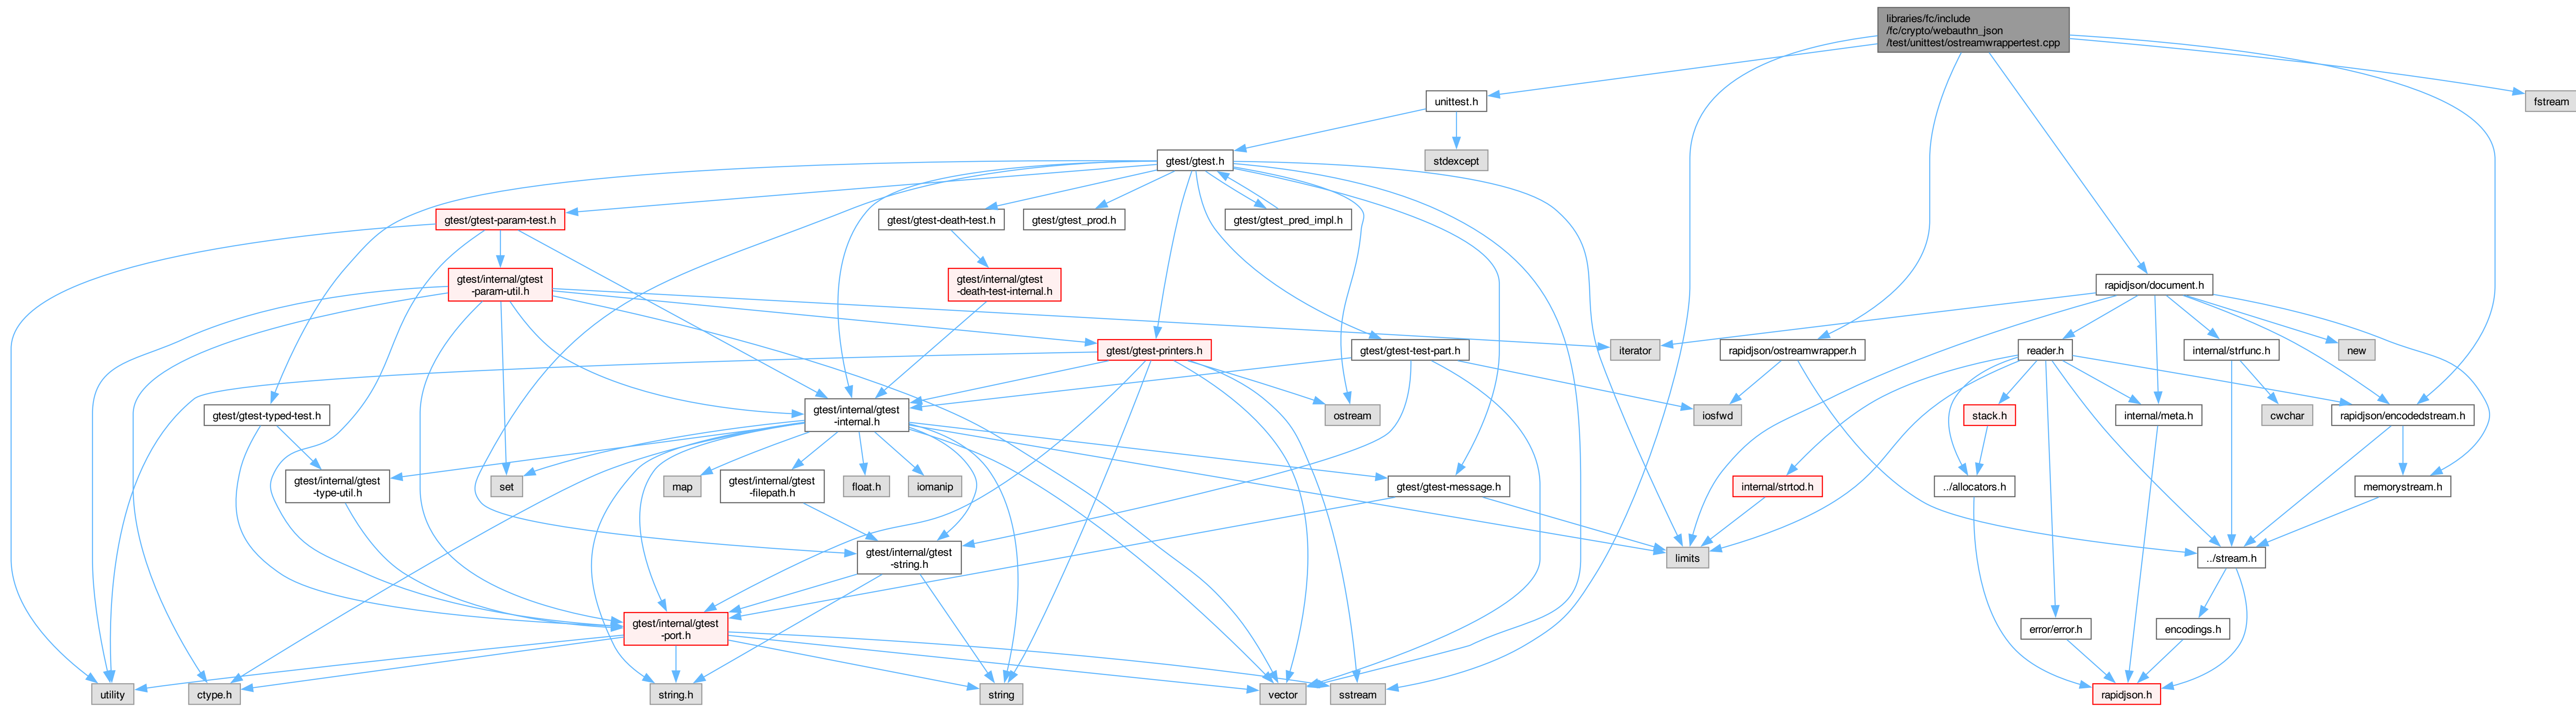 libraries/fc/include
/fc/crypto/webauthn_json
/test/unittest/ostreamwrappertest.cpp
unittest.h
fstream
gtest/gtest.h
stdexcept
gtest/gtest-param-test.h
gtest/gtest-death-test.h
gtest/gtest_prod.h
gtest/gtest_pred_impl.h
gtest/internal/gtest
-param-util.h
gtest/internal/gtest
-death-test-internal.h
rapidjson/document.h
gtest/gtest-printers.h
gtest/gtest-test-part.h
iterator
rapidjson/ostreamwrapper.h
reader.h
internal/strfunc.h
new
gtest/gtest-typed-test.h
gtest/internal/gtest
-internal.h
ostream
iosfwd
stack.h
internal/meta.h
cwchar
rapidjson/encodedstream.h
gtest/internal/gtest
-type-util.h
set
map
gtest/internal/gtest
-filepath.h
float.h
iomanip
gtest/gtest-message.h
internal/strtod.h
../allocators.h
memorystream.h
gtest/internal/gtest
-string.h
limits
../stream.h
gtest/internal/gtest
-port.h
error/error.h
encodings.h
utility
ctype.h
string.h
string
vector
sstream
rapidjson.h